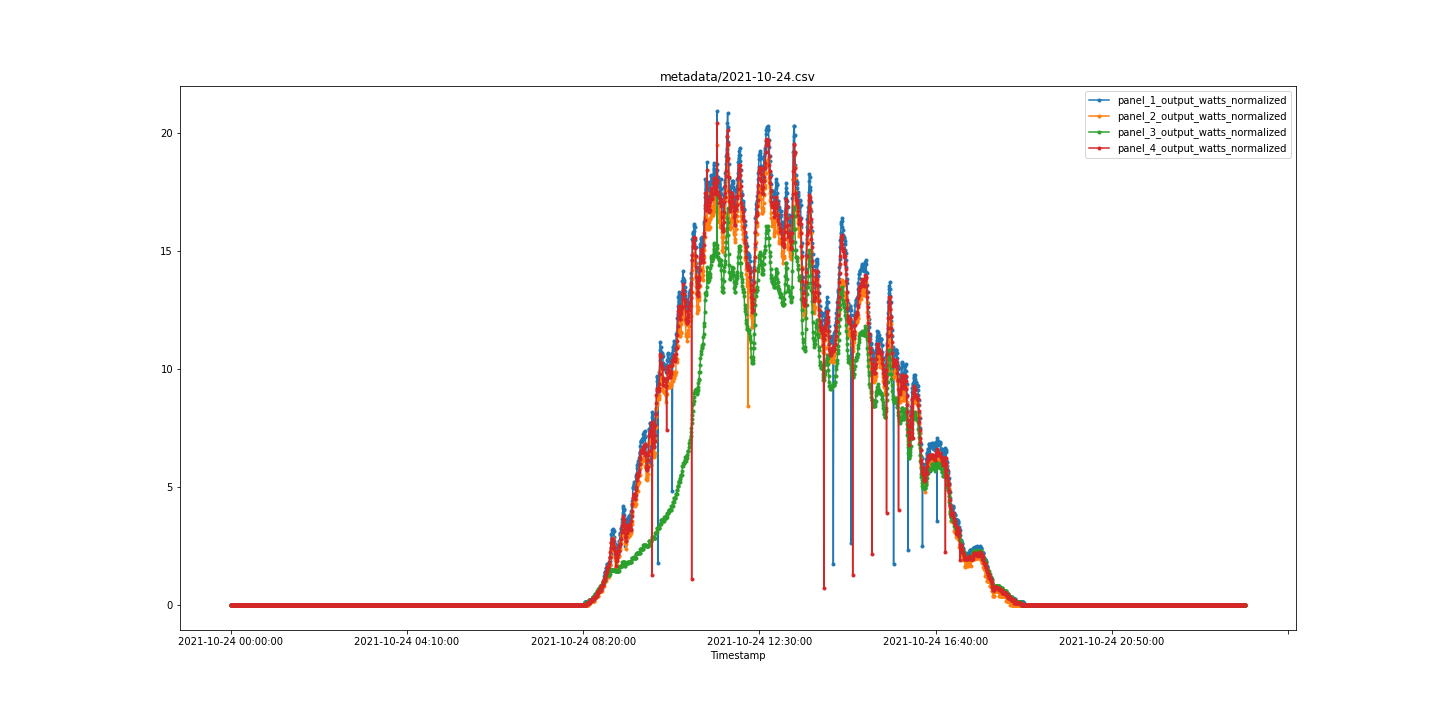 metadata/2021-10-24.csv
panel_1_output_watts_normalized
panel_2_output_watts_normalized
panel_3_output_watts_normalized
panel_4_output_watts_normalized
20
15
10
5
0
2021-10-24 00:00:00 2021-10-24 04:10:00 2021-10-24 08:20:00 2021-10-24 12:30:00 2021-10-24 16:40:00 2021-10-24 20:50:00
Timestamp